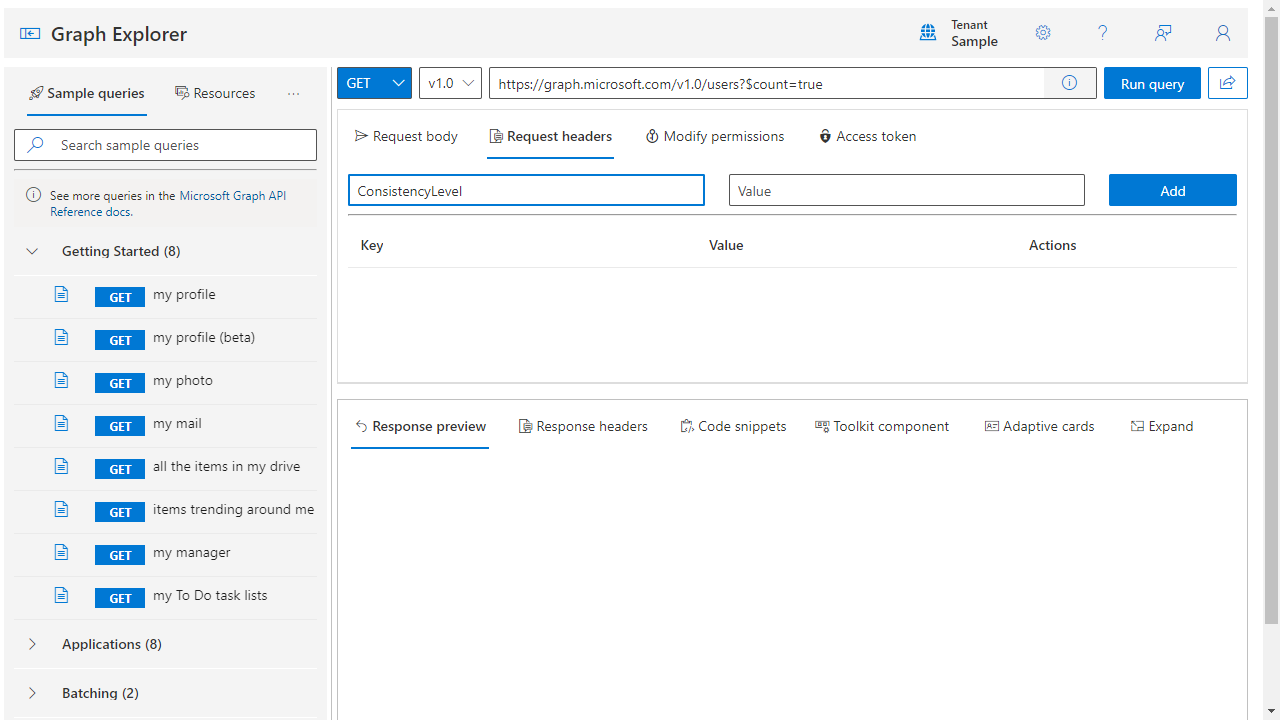 Graph Explorer
Tenant
Sample
Sample queries
Resources
Search sample queries
See more queries in the Microsoft Graph API
Reference docs.
Getting Started (8)
GET my profile
GET my profile (beta)
GET my photo
GET my mail
GET all the items in my drive
GET items trending around me
GET my manager
GET my To Do task lists
Applications (8)
Batching (2)
GET
v1.0
https://graph.microsoft.com/v1.0/users?$count=true
Run query
Request body
Request headers
Modify permissions
Access token
ConsistencyLevel
Value
Add
Key
Value
Actions
Response preview
Response headers
Code snippets
Toolkit component
Adaptive cards
Expand